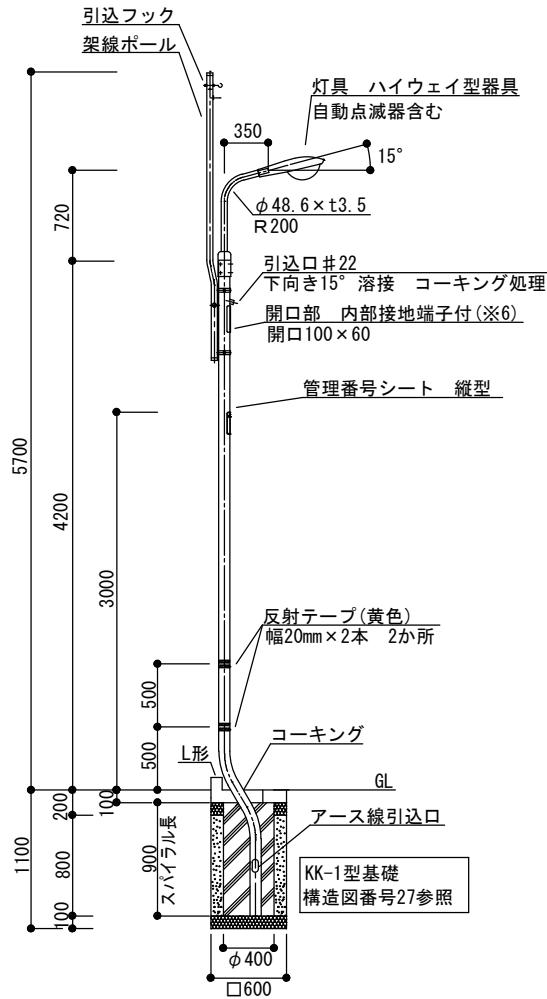 引込フック
架線ポール
灯具　ハイウェイ型器具
自動点滅器含む
350
15°
720
φ48.6×t3.5
R200
引込口♯22
下向き15°溶接　コーキング処理
開口部　内部接地端子付(※6)
開口100×60
管理番号シート　縦型
5700
4200
3000
反射テープ(黄色)
幅20mm×2本　2か所
500
500
コーキング
L形
GL
200
100
アース線引込口
1100
800
900
スパイラル長
KK-1型基礎
構造図番号27参照
100
φ400
□600